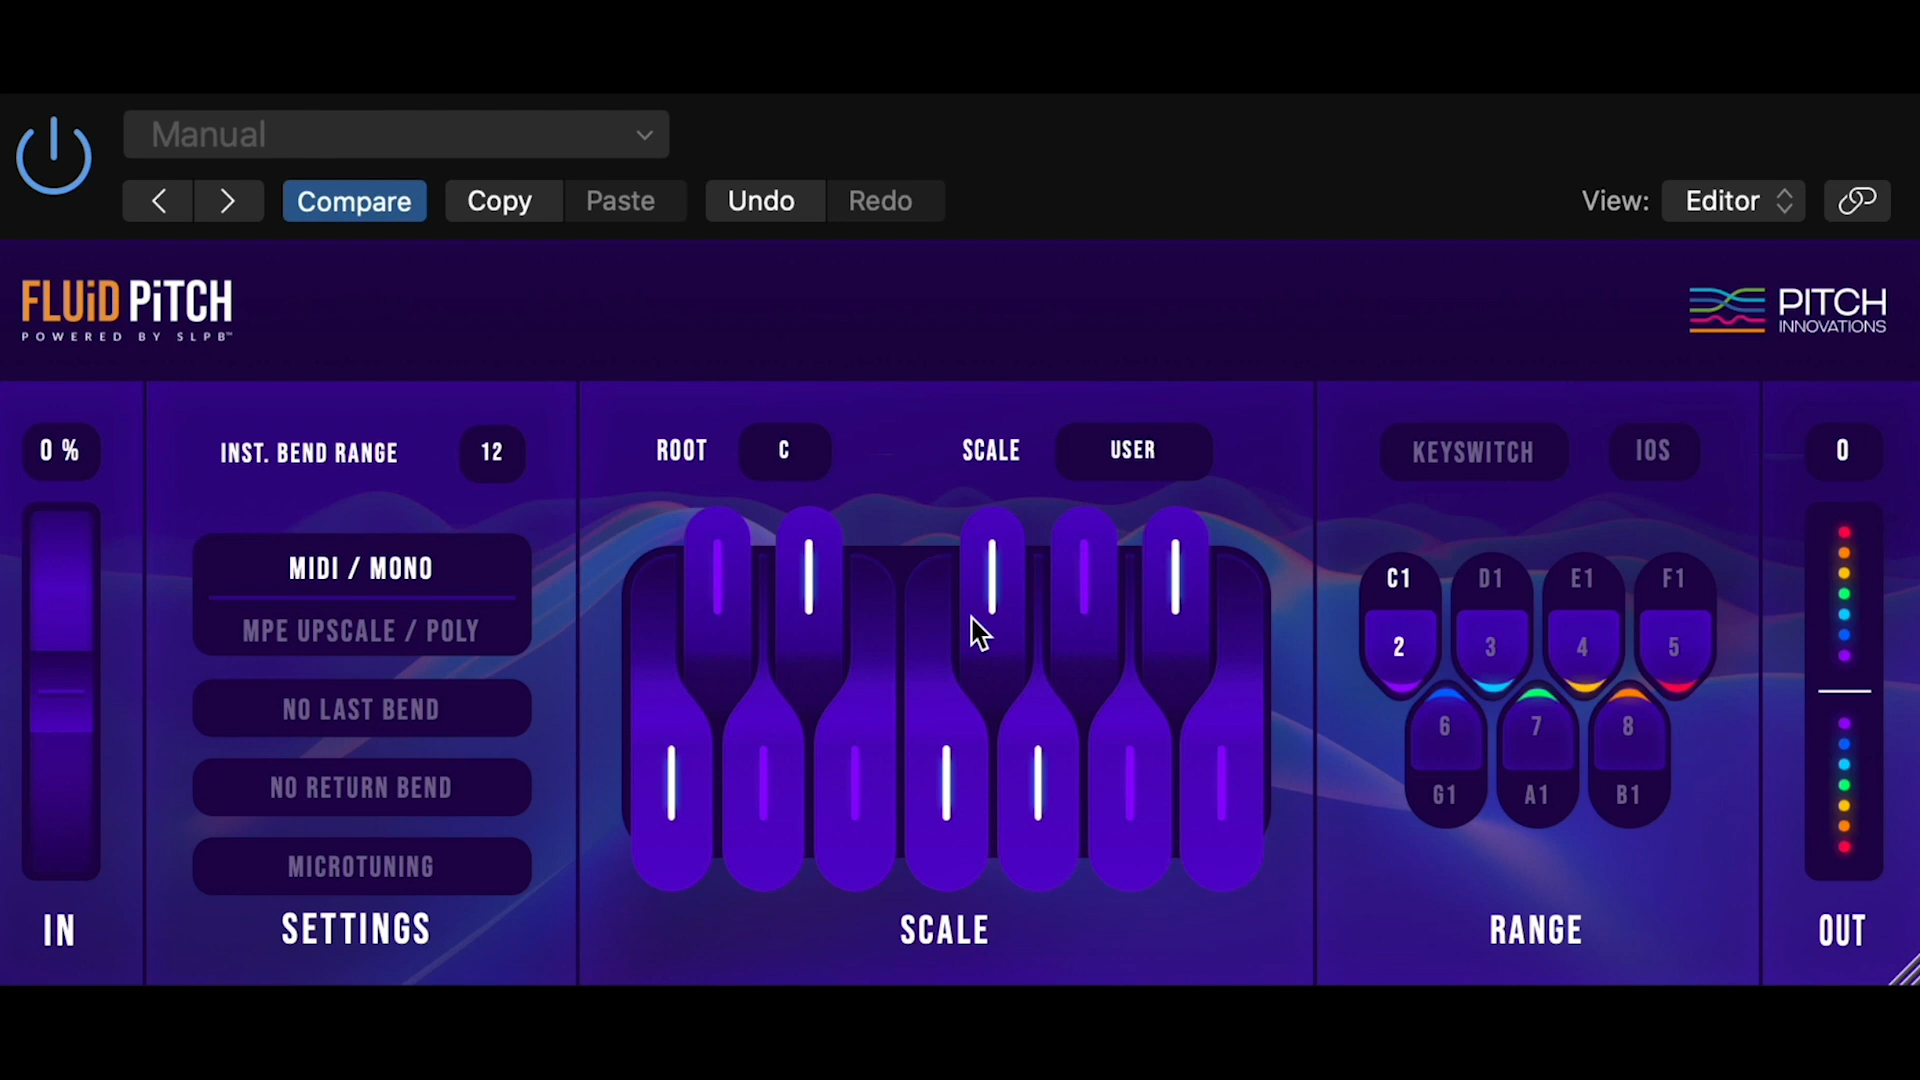 Manual
Compare
Copy
Paste
Undo
Redo
View:
Editor
FLUiD PiTCH
POWERED BY SLPB™
PITCH
INNOVATIONS
0 %
INST. BEND RANGE
12
ROOT
C
SCALE
USER
KEYSWITCH
IOS
0
MIDI / MONO
MPE UPSCALE / POLY
NO LAST BEND
NO RETURN BEND
MICROTUNING
C1
D1
E1
F1
2
3
4
5
6
7
8
G1
A1
B1
IN
SETTINGS
SCALE
RANGE
OUT